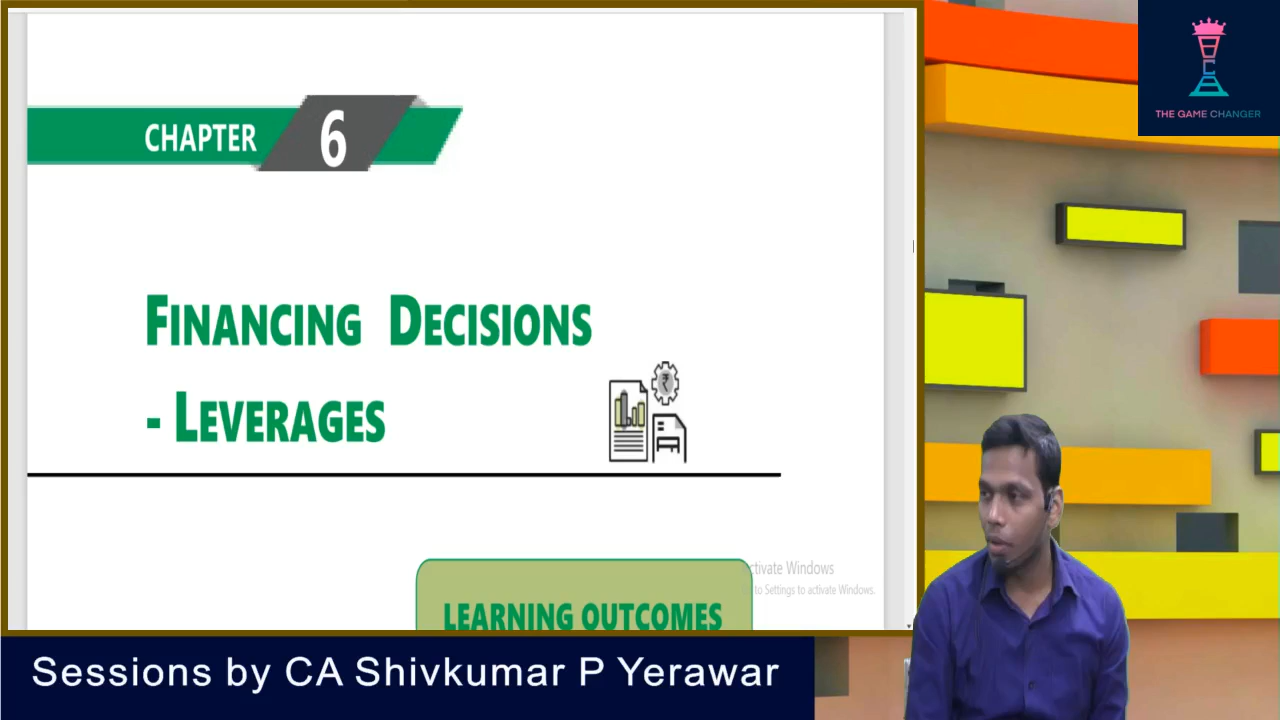 CHAPTER 6
FINANCING DECISIONS
- LEVERAGES
LEARNING OUTCOMES
ctivate Windows
to Settings to activate Windows.
THE GAME CHANGER
Sessions by CA Shivkumar P Yerawar